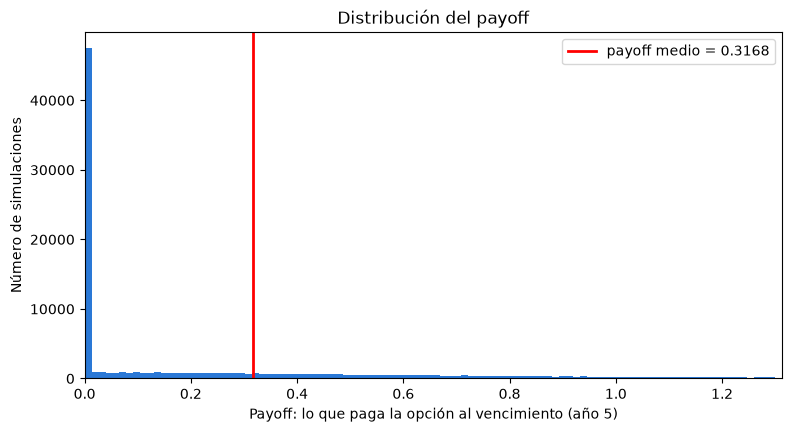 Distribución del payoff
payoff medio = 0.3168
Número de simulaciones
40000
30000
20000
10000
0
0.0 0.2 0.4 0.6 0.8 1.0 1.2
Payoff: lo que paga la opción al vencimiento (año 5)